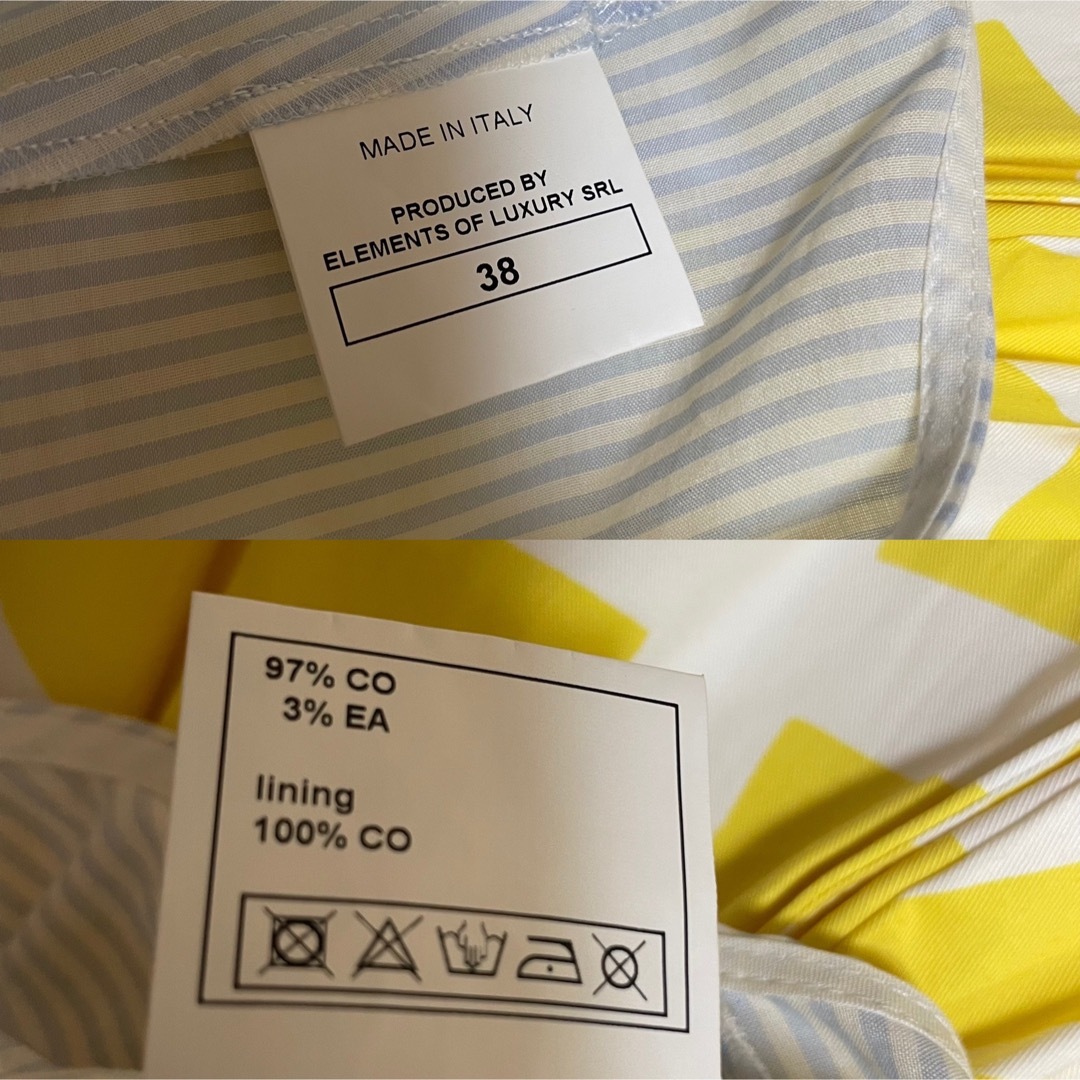 MADE IN ITALY
PRODUCED BY
ELEMENTS OF LUXURY SRL
38
97% CO
3% EA
lining
100% CO